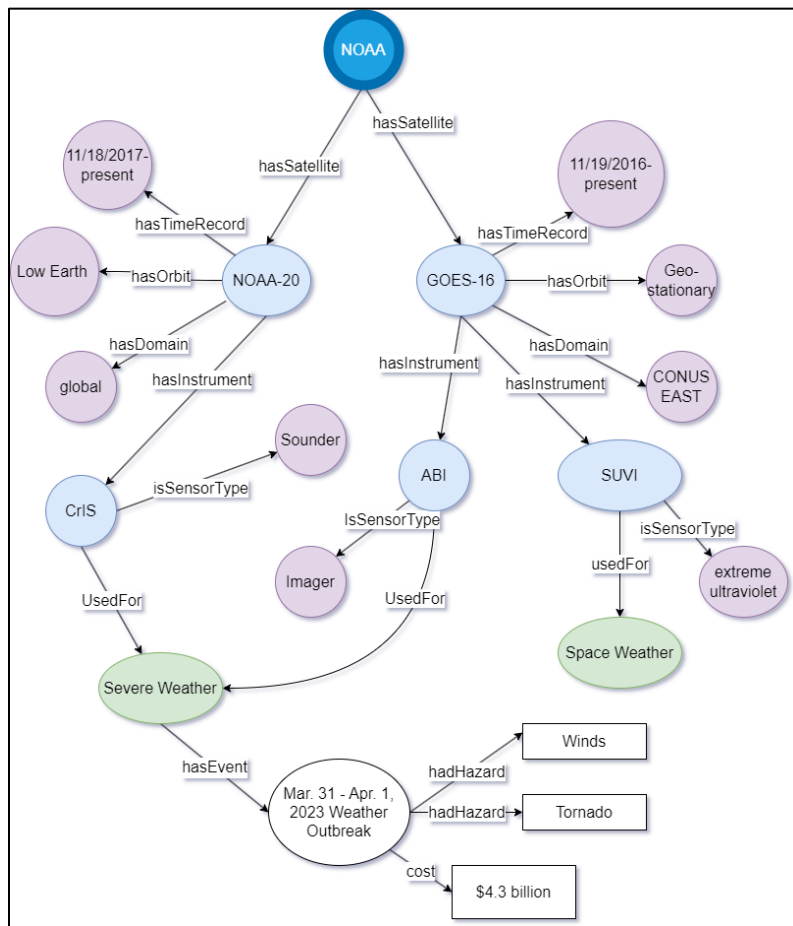 NOAA
hasSatellite
hasSatellite
11/18/2017-
present
11/19/2016-
present
hasTimeRecord
hasTimeRecord
Low Earth
hasOrbit
NOAA-20
GOES-16
hasOrbit
Geo-
stationary
hasDomain
hasDomain
global
hasInstrument
hasInstrument
hasInstrument
CONUS
EAST
Sounder
isSensorType
CrIS
ABI
SUVI
IsSensorType
isSensorType
Imager
usedFor
extreme
ultraviolet
UsedFor
UsedFor
Severe Weather
Space Weather
hasEvent
Mar. 31 - Apr. 1,
2023 Weather
Outbreak
hadHazard
Winds
hadHazard
Tornado
cost
$4.3 billion